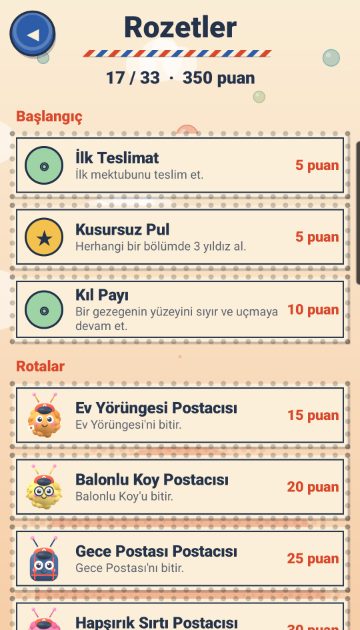 Rozetler
17 / 33 · 350 puan
Başlangıç
İlk Teslimat
İlk mektubunu teslim et.
5 puan
Kusursuz Pul
Herhangi bir bölümde 3 yıldız al.
5 puan
Kıl Payı
Bir gezegenin yüzeyini sıyır ve uçmaya
devam et.
10 puan
Rotalar
Ev Yörüngesi Postacısı
Ev Yörüngesi'ni bitir.
15 puan
Balonlu Koy Postacısı
Balonlu Koy'u bitir.
20 puan
Gece Postası Postacısı
Gece Postası'nı bitir.
25 puan
Hapşırık Sırtı Postacısı
30 puan